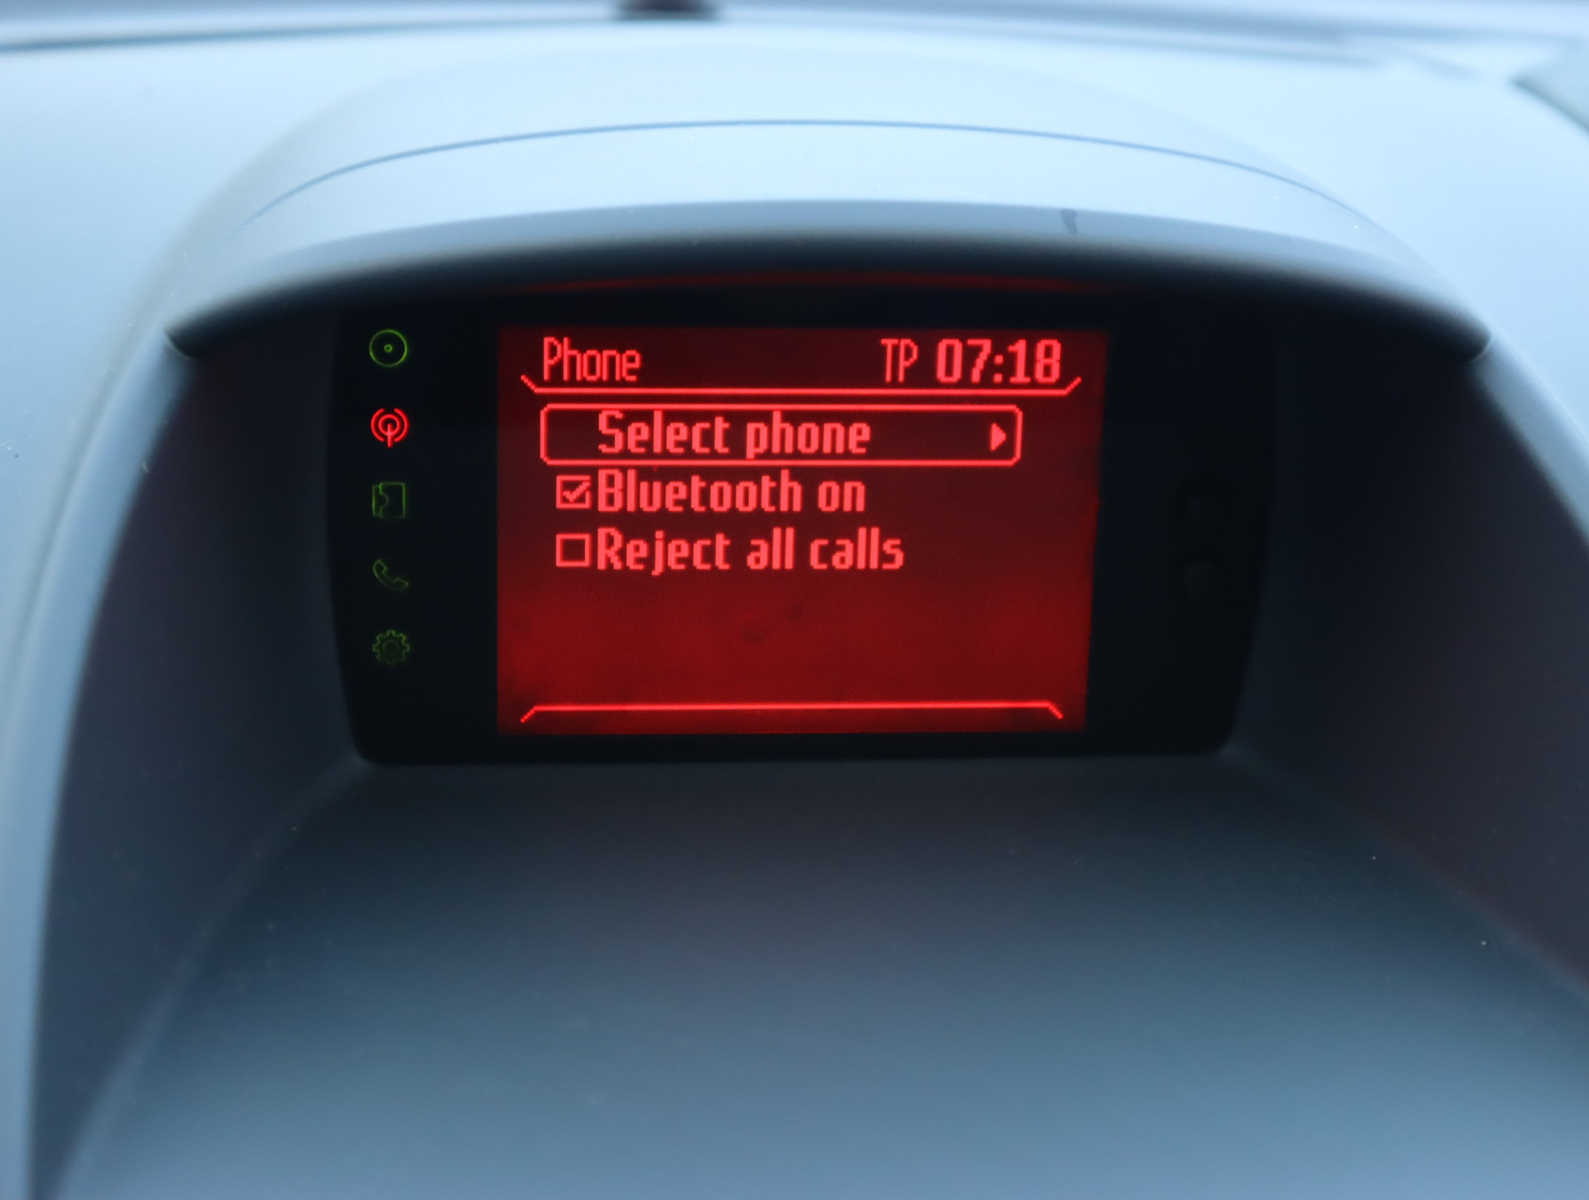 Phone TP 07:18
Select phone
Bluetooth on
Reject all calls